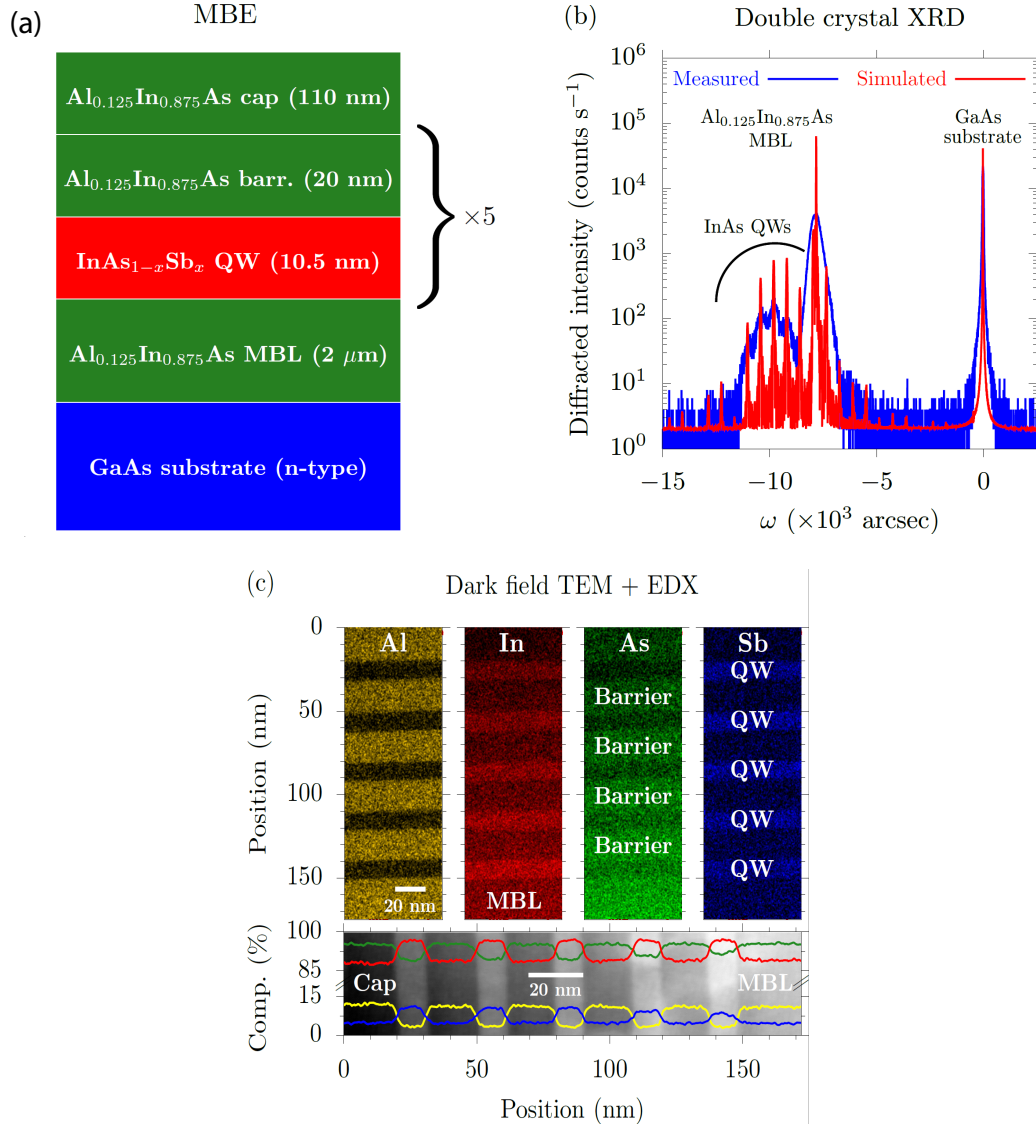 (a)
MBE
Al0.125In0.875As cap (110 nm)
Al0.125In0.875As barr. (20 nm)
×5
InAs1−xSbx QW (10.5 nm)
Al0.125In0.875As MBL (2 μm)
GaAs substrate (n-type)
(b)
Double crystal XRD
Measured
Simulated
Al0.125In0.875As
MBL
GaAs
substrate
InAs QWs
Diffracted intensity (counts s−1)
10^6
10^5
10^4
10^3
10^2
10^1
10^0
−15
−10
−5
0
ω (×10^3 arcsec)
(c)
Dark field TEM + EDX
Position (nm)
0
50
100
150
Al
20 nm
In
MBL
As
Barrier
Barrier
Barrier
Barrier
Sb
QW
QW
QW
QW
QW
Comp. (%)
100
85
15
0
Cap
20 nm
MBL
0
50
100
150
Position (nm)